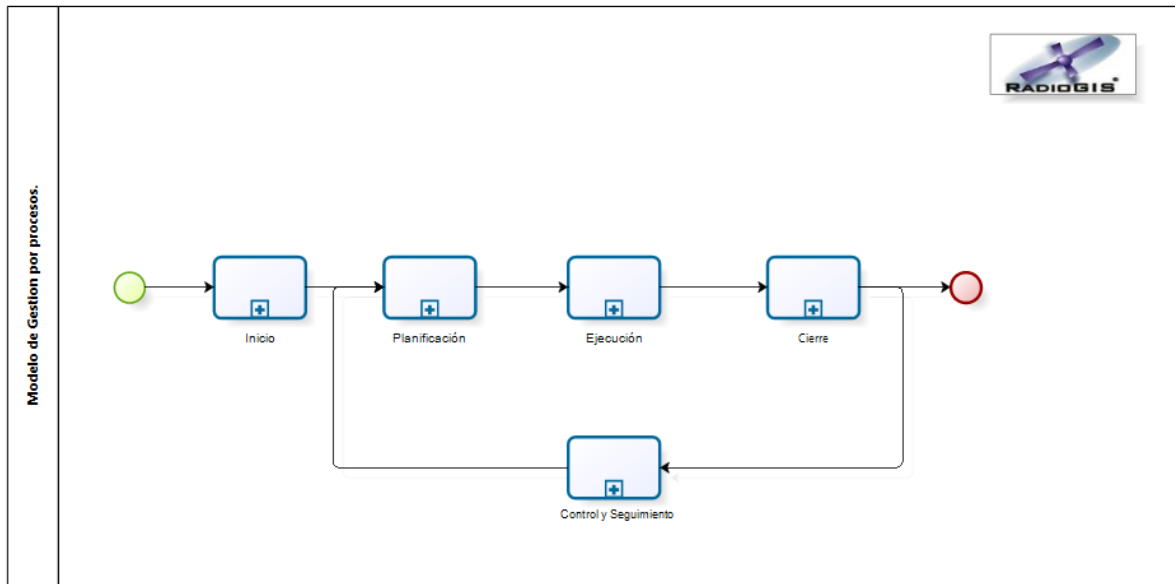 Modelo de Gestion por procesos.
RADIOGIS®
Inicio
Planificación
Ejecución
Cierre
Control y Seguimiento